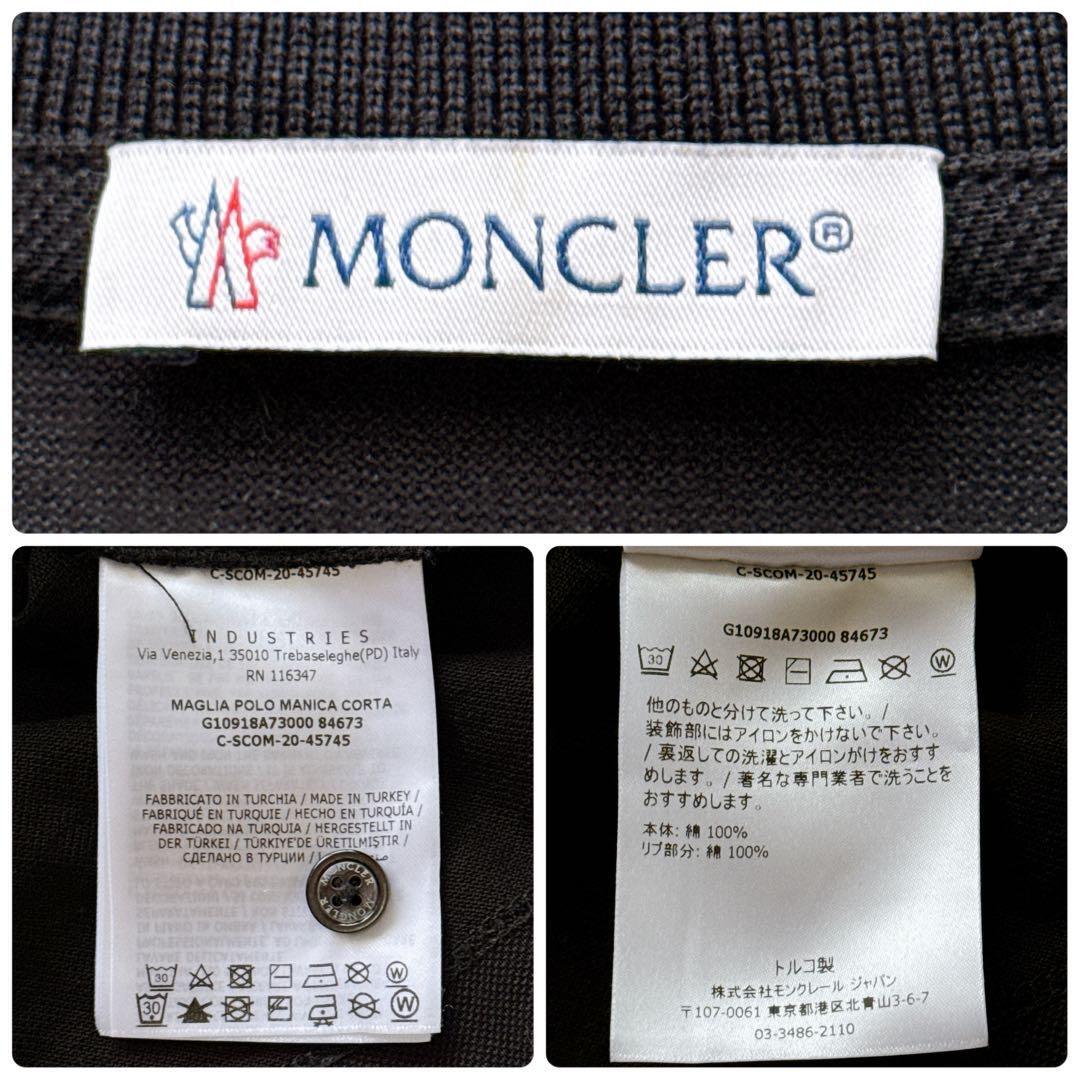 MONCLER®
C-SCOM-20-45745
INDUSTRIES
Via Venezia,1 35010 Trebaseleghe(PD) Italy
RN 116347
MAGLIA POLO MANICA CORTA
G10918A73000 84673
C-SCOM-20-45745
FABBRICATO IN TURCHIA / MADE IN TURKEY /
FABRIQUÉ EN TURQUIE / HECHO EN TURQUÍA /
FABRICADO NA TURQUIA / HERGESTELLT IN
DER TÜRKEI / TÜRKIYE'DE ÜRETILMIŞTIR /
СДЕЛАНО В ТУРЦИИ /
MONCLER
MONCLER
30
W
30
W
C-SCOM-20-45745
G10918A73000 84673
30
W
他のものと分けて洗って下さい。/
装飾部にはアイロンをかけないで下さい。
/ 裏返しての洗濯とアイロンがけをおすす
めします。/ 著名な専門業者で洗うことを
おすすめします。
本体: 綿 100%
リブ部分: 綿 100%
トルコ製
株式会社モンクレール ジャパン
〒107-0061 東京都港区北青山3-6-7
03-3486-2110